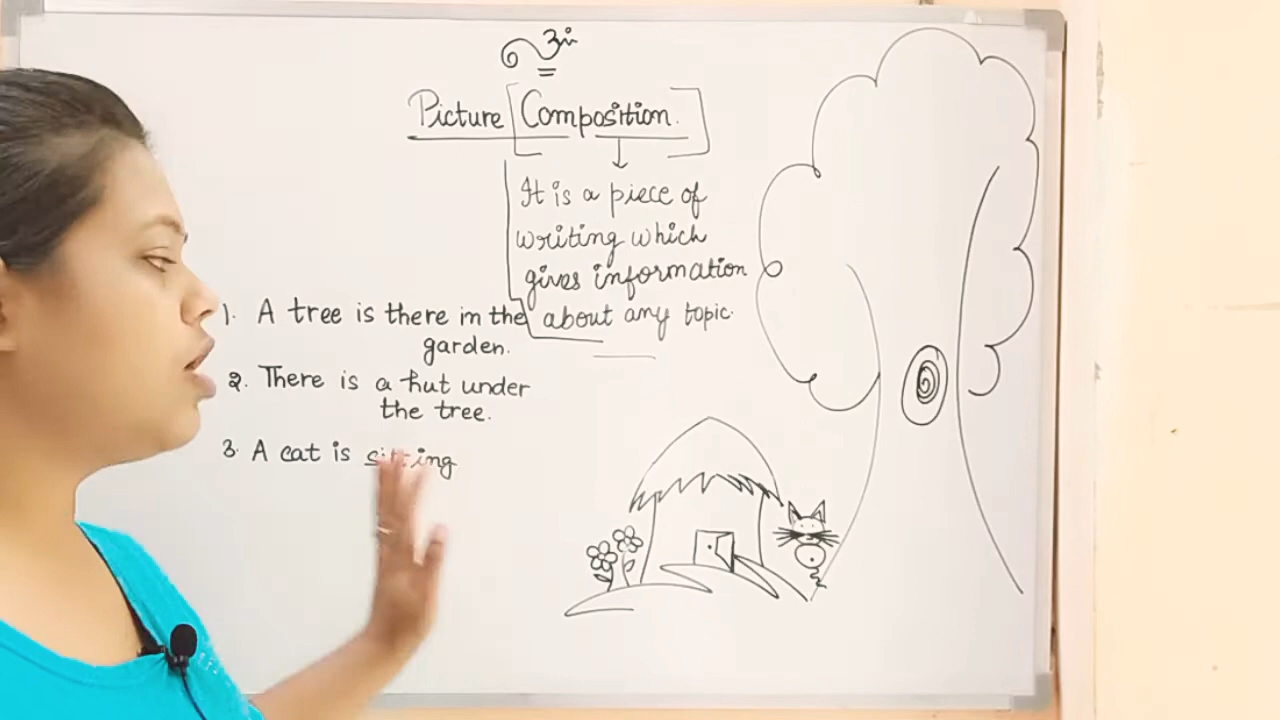 Picture Composition.
It is a piece of
writing which
gives information
about any topic.
1. A tree is there in the
garden.
2. There is a hut under
the tree.
3. A cat is sitting